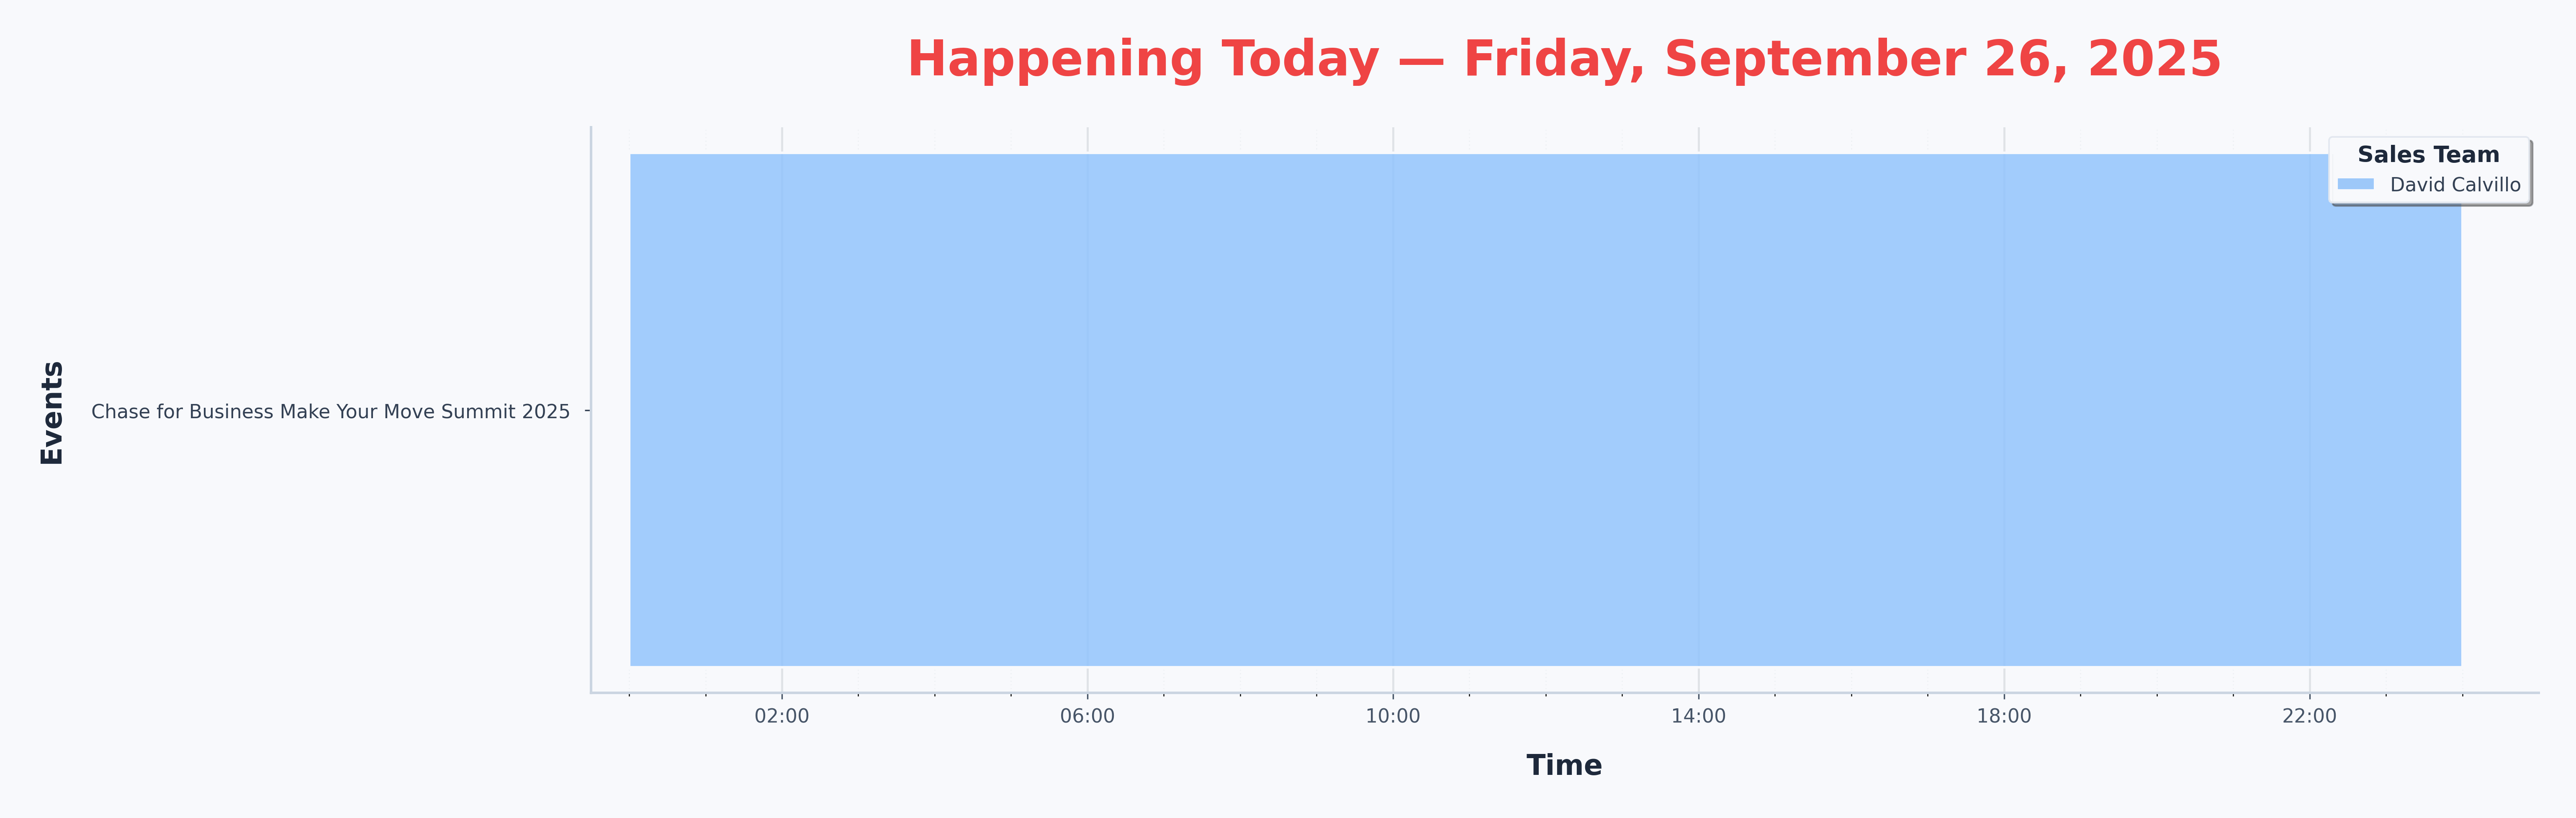 Happening Today — Friday, September 26, 2025
Sales Team
David Calvillo
Events
Chase for Business Make Your Move Summit 2025
02:00 06:00 10:00 14:00 18:00 22:00
Time